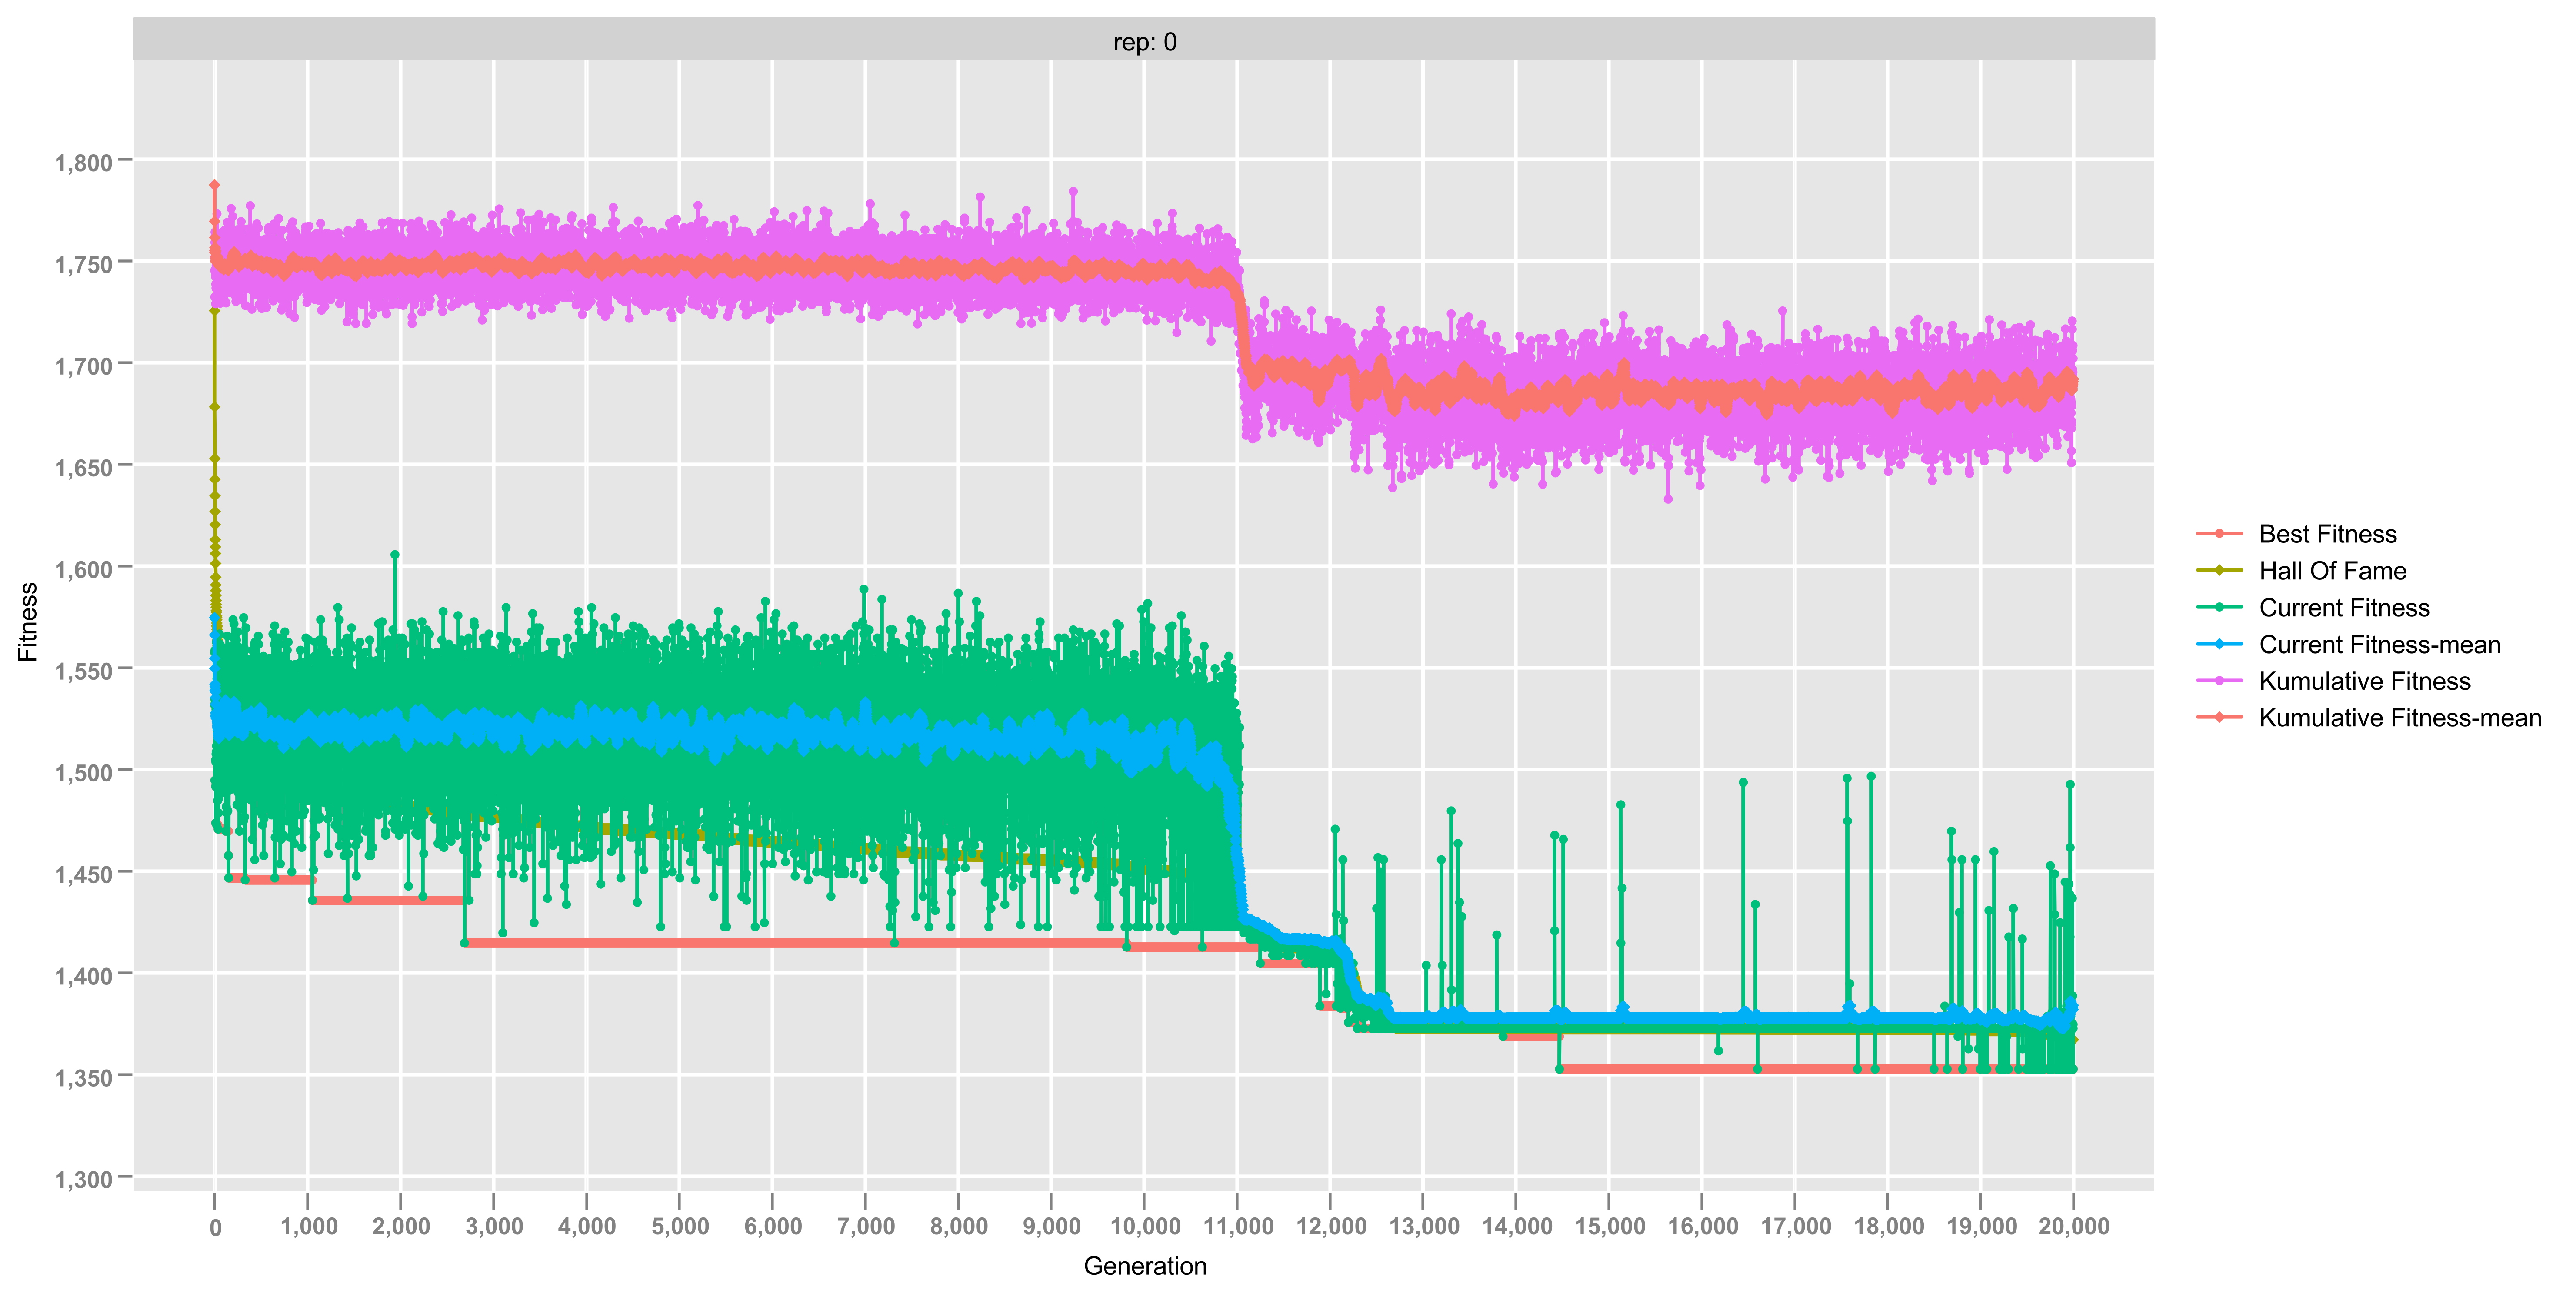 rep: 0
1,800
1,750
1,700
1,650
1,600
1,550
1,500
1,450
1,400
1,350
1,300
Fitness
0 1,000 2,000 3,000 4,000 5,000 6,000 7,000 8,000 9,000 10,000 11,000 12,000 13,000 14,000 15,000 16,000 17,000 18,000 19,000 20,000
Generation
Best Fitness
Hall Of Fame
Current Fitness
Current Fitness-mean
Kumulative Fitness
Kumulative Fitness-mean